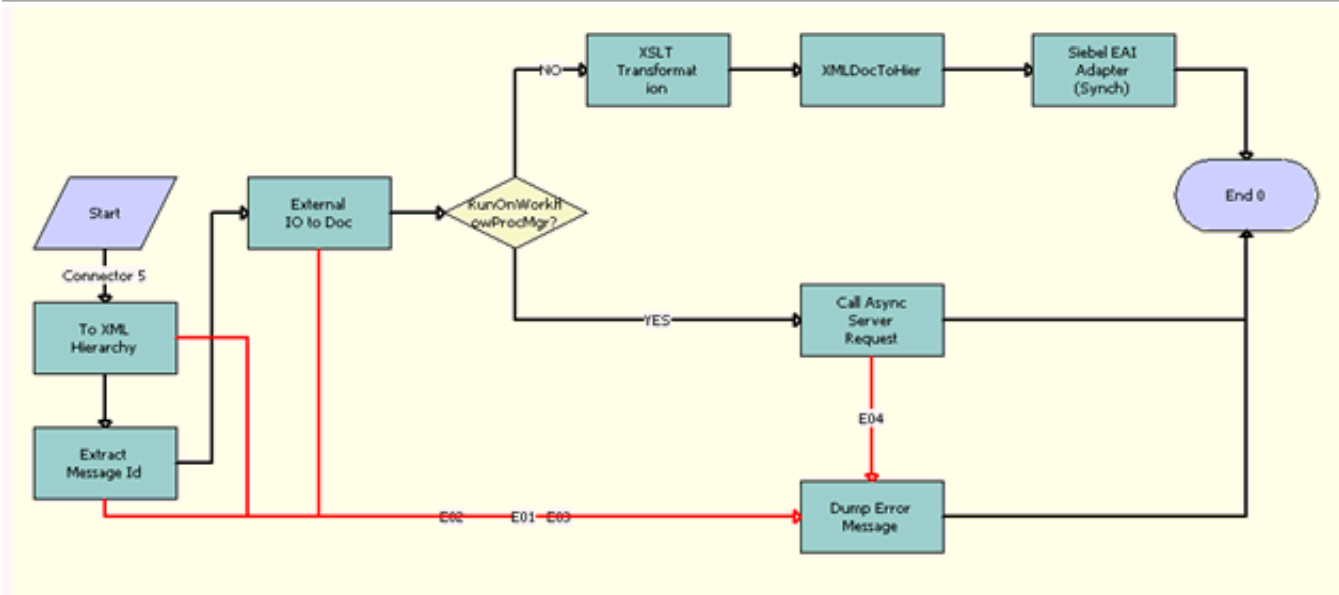 XSLT
Transformat
ion
XMLDocToHier
Siebel EAI
Adapter
(Synch)
NO
Start
External
IO to Doc
RunOnWorkfl
owProcMgr?
End 0
Connector 5
To XML
Hierarchy
Call Async
Server
Request
YES
E04
Extract
Message Id
Dump Error
Message
E02
E01
E03